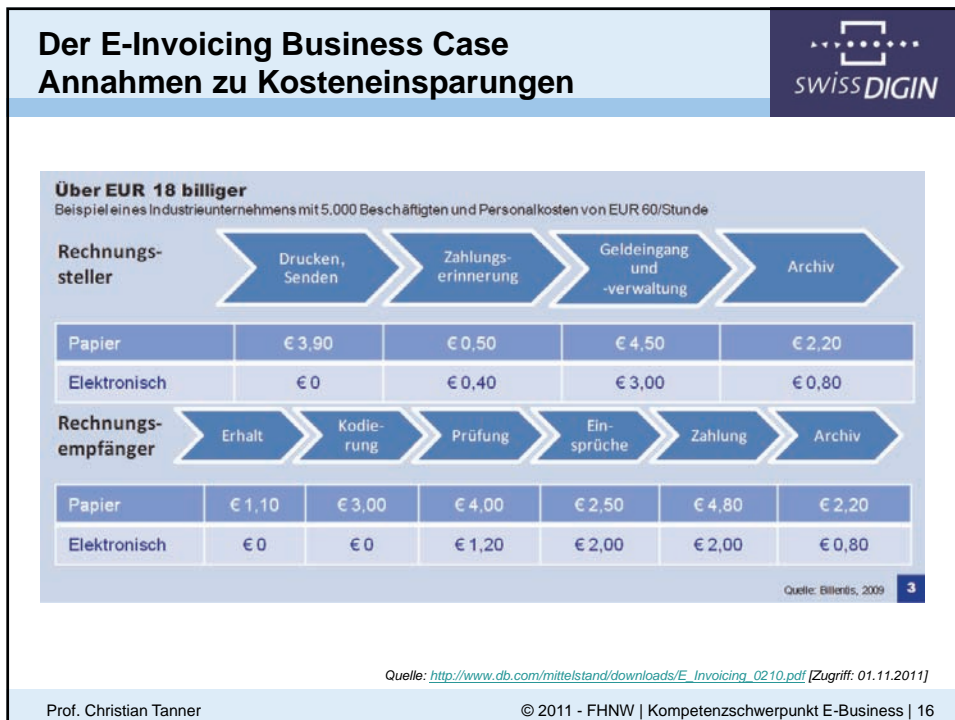 Der E-Invoicing Business Case
Annahmen zu Kosteneinsparungen
swissDIGIN
Über EUR 18 billiger
Beispiel eines Industrieunternehmens mit 5.000 Beschäftigten und Personalkosten von EUR 60/Stunde
Rechnungs-
steller
Drucken,
Senden
Zahlungs-
erinnerung
Geldeingang
und
-verwaltung
Archiv
Papier € 3,90 € 0,50 € 4,50 € 2,20
Elektronisch € 0 € 0,40 € 3,00 € 0,80
Rechnungs-
empfänger
Erhalt
Kodie-
rung
Prüfung
Ein-
sprüche
Zahlung
Archiv
Papier € 1,10 € 3,00 € 4,00 € 2,50 € 4,80 € 2,20
Elektronisch € 0 € 0 € 1,20 € 2,00 € 2,00 € 0,80
Quelle: Billentis, 2009 3
Quelle: http://www.db.com/mittelstand/downloads/E_Invoicing_0210.pdf [Zugriff: 01.11.2011]
Prof. Christian Tanner © 2011 - FHNW | Kompetenzschwerpunkt E-Business | 16